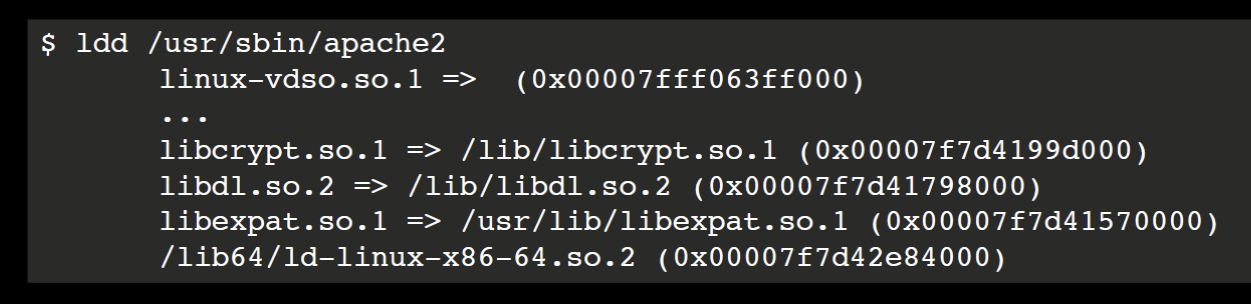 $ ldd /usr/sbin/apache2
linux-vdso.so.1 =>  (0x00007fff063ff000)
...
libcrypt.so.1 => /lib/libcrypt.so.1 (0x00007f7d4199d000)
libdl.so.2 => /lib/libdl.so.2 (0x00007f7d41798000)
libexpat.so.1 => /usr/lib/libexpat.so.1 (0x00007f7d41570000)
/lib64/ld-linux-x86-64.so.2 (0x00007f7d42e84000)